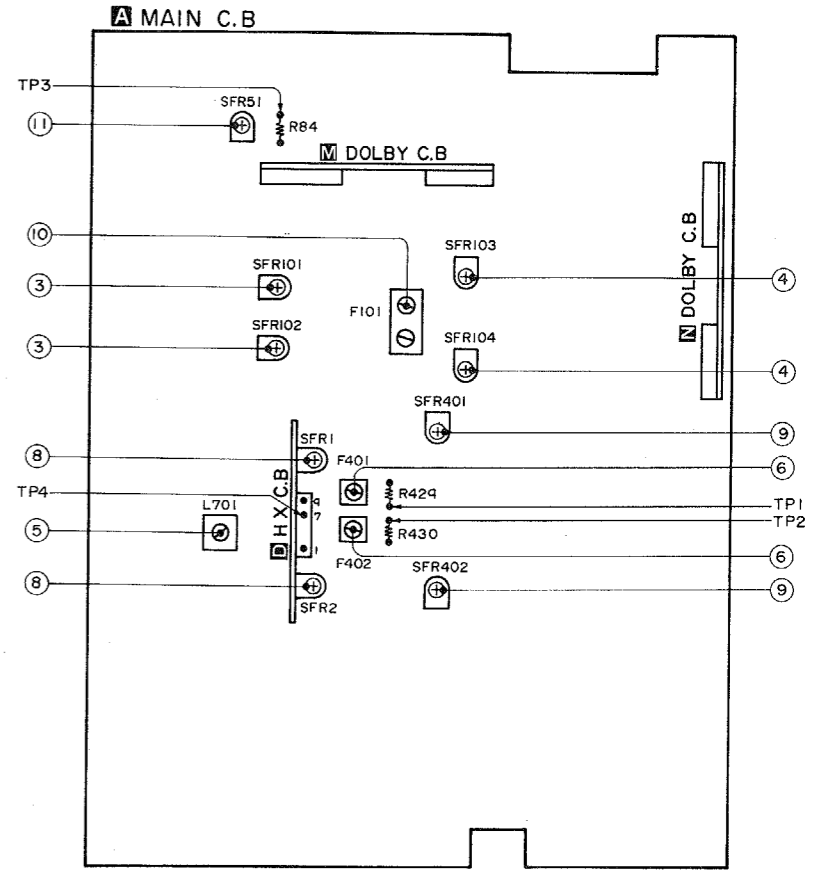 A MAIN C.B
TP3
SFR51
11
R84
M DOLBY C.B
10
SFR103
N DOLBY C.B
SFR101
3
4
F101
SFR102
SFR104
3
4
SFR401
9
SFR1
8
F401
6
R429
TP4
9
7
TP1
L701
D H X C.B
TP2
5
1
R430
F402
6
SFR402
8
9
SFR2